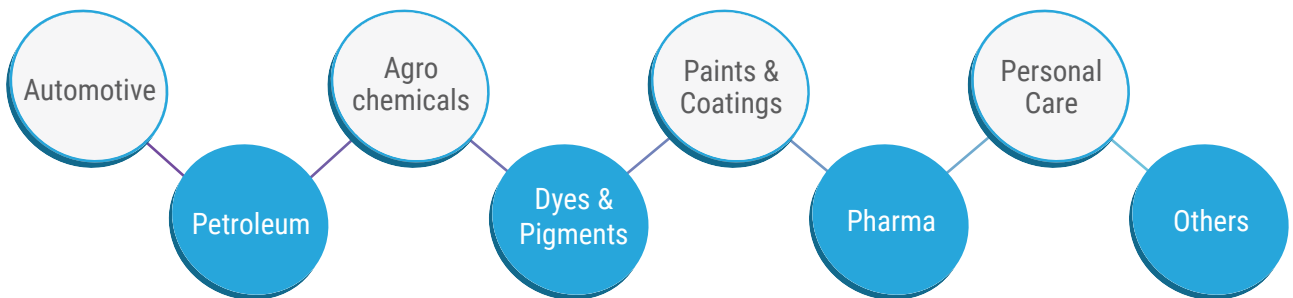 Automotive
Petroleum
Agro
chemicals
Dyes &
Pigments
Paints &
Coatings
Pharma
Personal
Care
Others